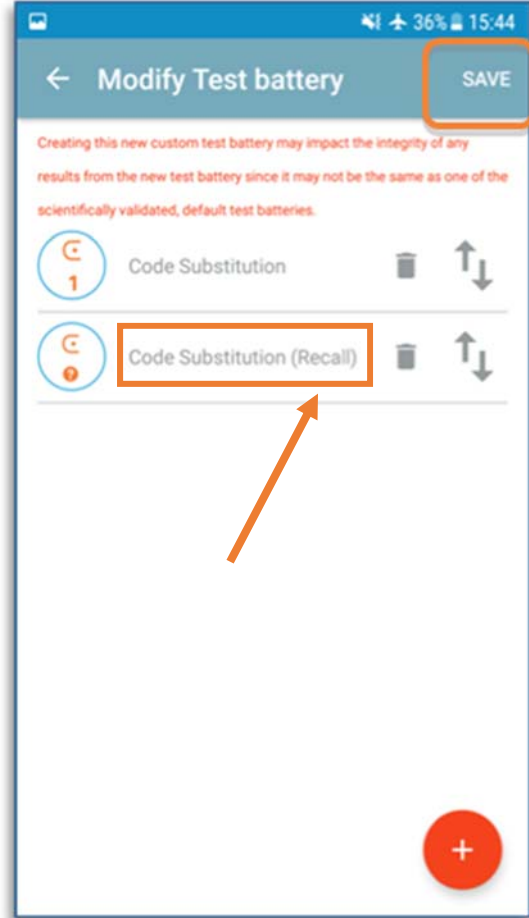 36% 15:44
Modify Test battery SAVE
Creating this new custom test battery may impact the integrity of any
results from the new test battery since it may not be the same as one of the
scientifically validated, default test batteries.
1 Code Substitution
? Code Substitution (Recall)
+